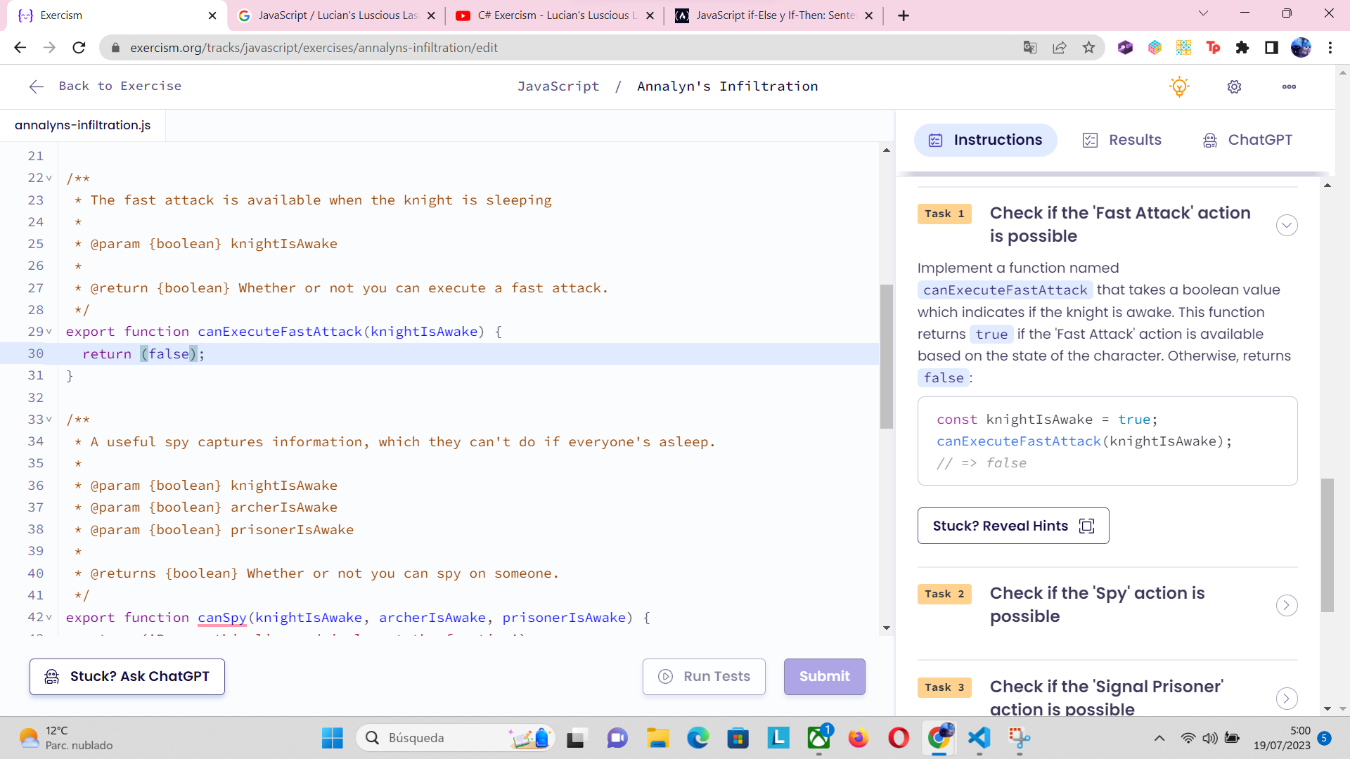 Exercism
JavaScript / Lucian's Luscious Las
C# Exercism - Lucian's Luscious L
JavaScript if-Else y If-Then: Sente
exercism.org/tracks/javascript/exercises/annalyns-infiltration/edit
Back to Exercise
JavaScript / Annalyn's Infiltration
annalyns-infiltration.js
21
22 /**
23 * The fast attack is available when the knight is sleeping
24 *
25 * @param {boolean} knightIsAwake
26 *
27 * @return {boolean} Whether or not you can execute a fast attack.
28 */
29 export function canExecuteFastAttack(knightIsAwake) {
30 return (false);
31 }
32
33 /**
34 * A useful spy captures information, which they can't do if everyone's asleep.
35 *
36 * @param {boolean} knightIsAwake
37 * @param {boolean} archerIsAwake
38 * @param {boolean} prisonerIsAwake
39 *
40 * @returns {boolean} Whether or not you can spy on someone.
41 */
42 export function canSpy(knightIsAwake, archerIsAwake, prisonerIsAwake) {
Stuck? Ask ChatGPT
Run Tests
Submit
Instructions
Results
ChatGPT
Task 1 Check if the 'Fast Attack' action
is possible
Implement a function named
canExecuteFastAttack that takes a boolean value
which indicates if the knight is awake. This function
returns true if the 'Fast Attack' action is available
based on the state of the character. Otherwise, returns
false:
const knightIsAwake = true;
canExecuteFastAttack(knightIsAwake);
// => false
Stuck? Reveal Hints
Task 2 Check if the 'Spy' action is
possible
Task 3 Check if the 'Signal Prisoner'
action is possible
12°C
Parc. nublado
Búsqueda
1
5:00
19/07/2023
5